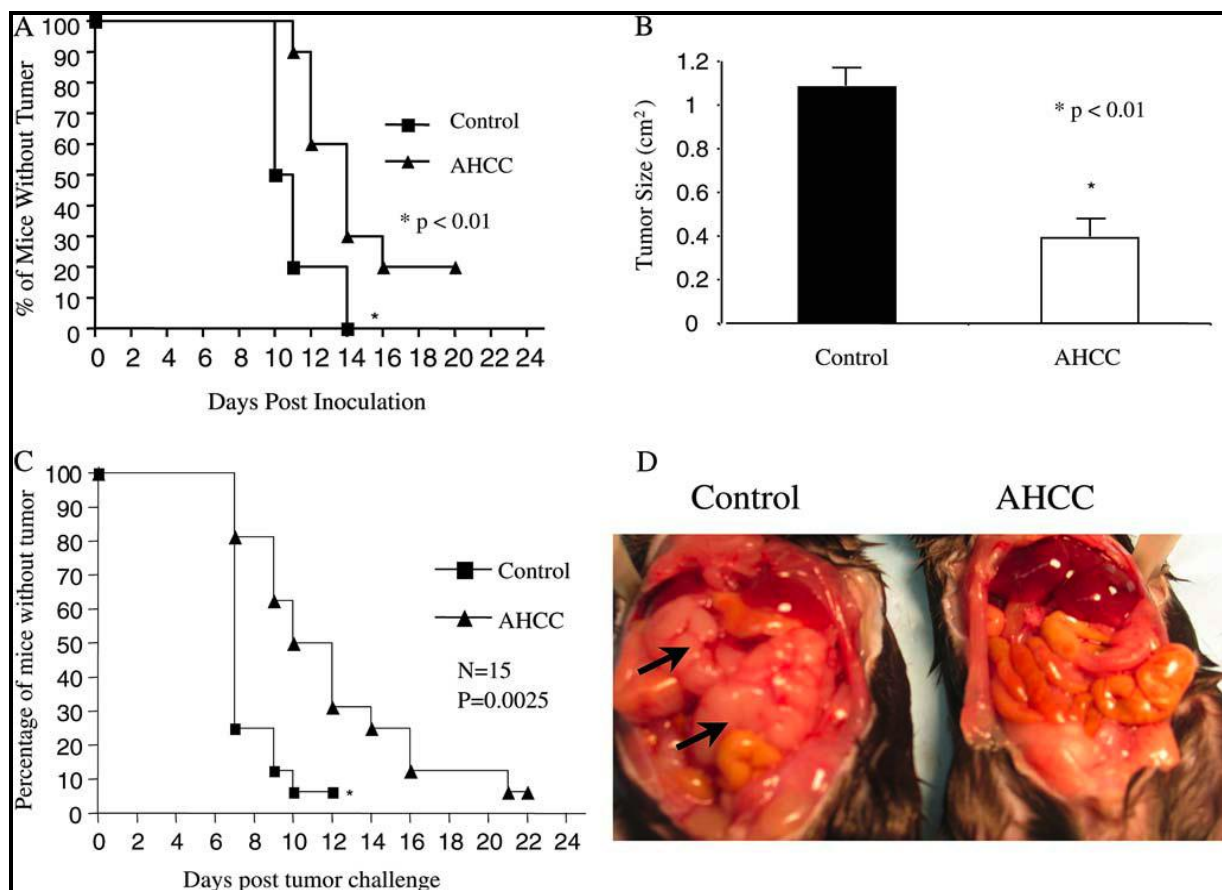 A
% of Mice Without Tumer
100
90
80
70
60
50
40
30
20
10
0
0 2 4 6 8 10 12 14 16 18 20 22 24
Days Post Inoculation
Control
AHCC
* p < 0.01
*
B
Tumor Size (cm²)
1.2
1
0.8
0.6
0.4
0.2
0
* p < 0.01
*
Control AHCC
C
Percentage of mice without tumor
100
90
80
70
60
50
40
30
20
10
0
0 2 4 6 8 10 12 14 16 18 20 22 24
Days post tumor challenge
Control
AHCC
N=15
P=0.0025
*
D
Control AHCC